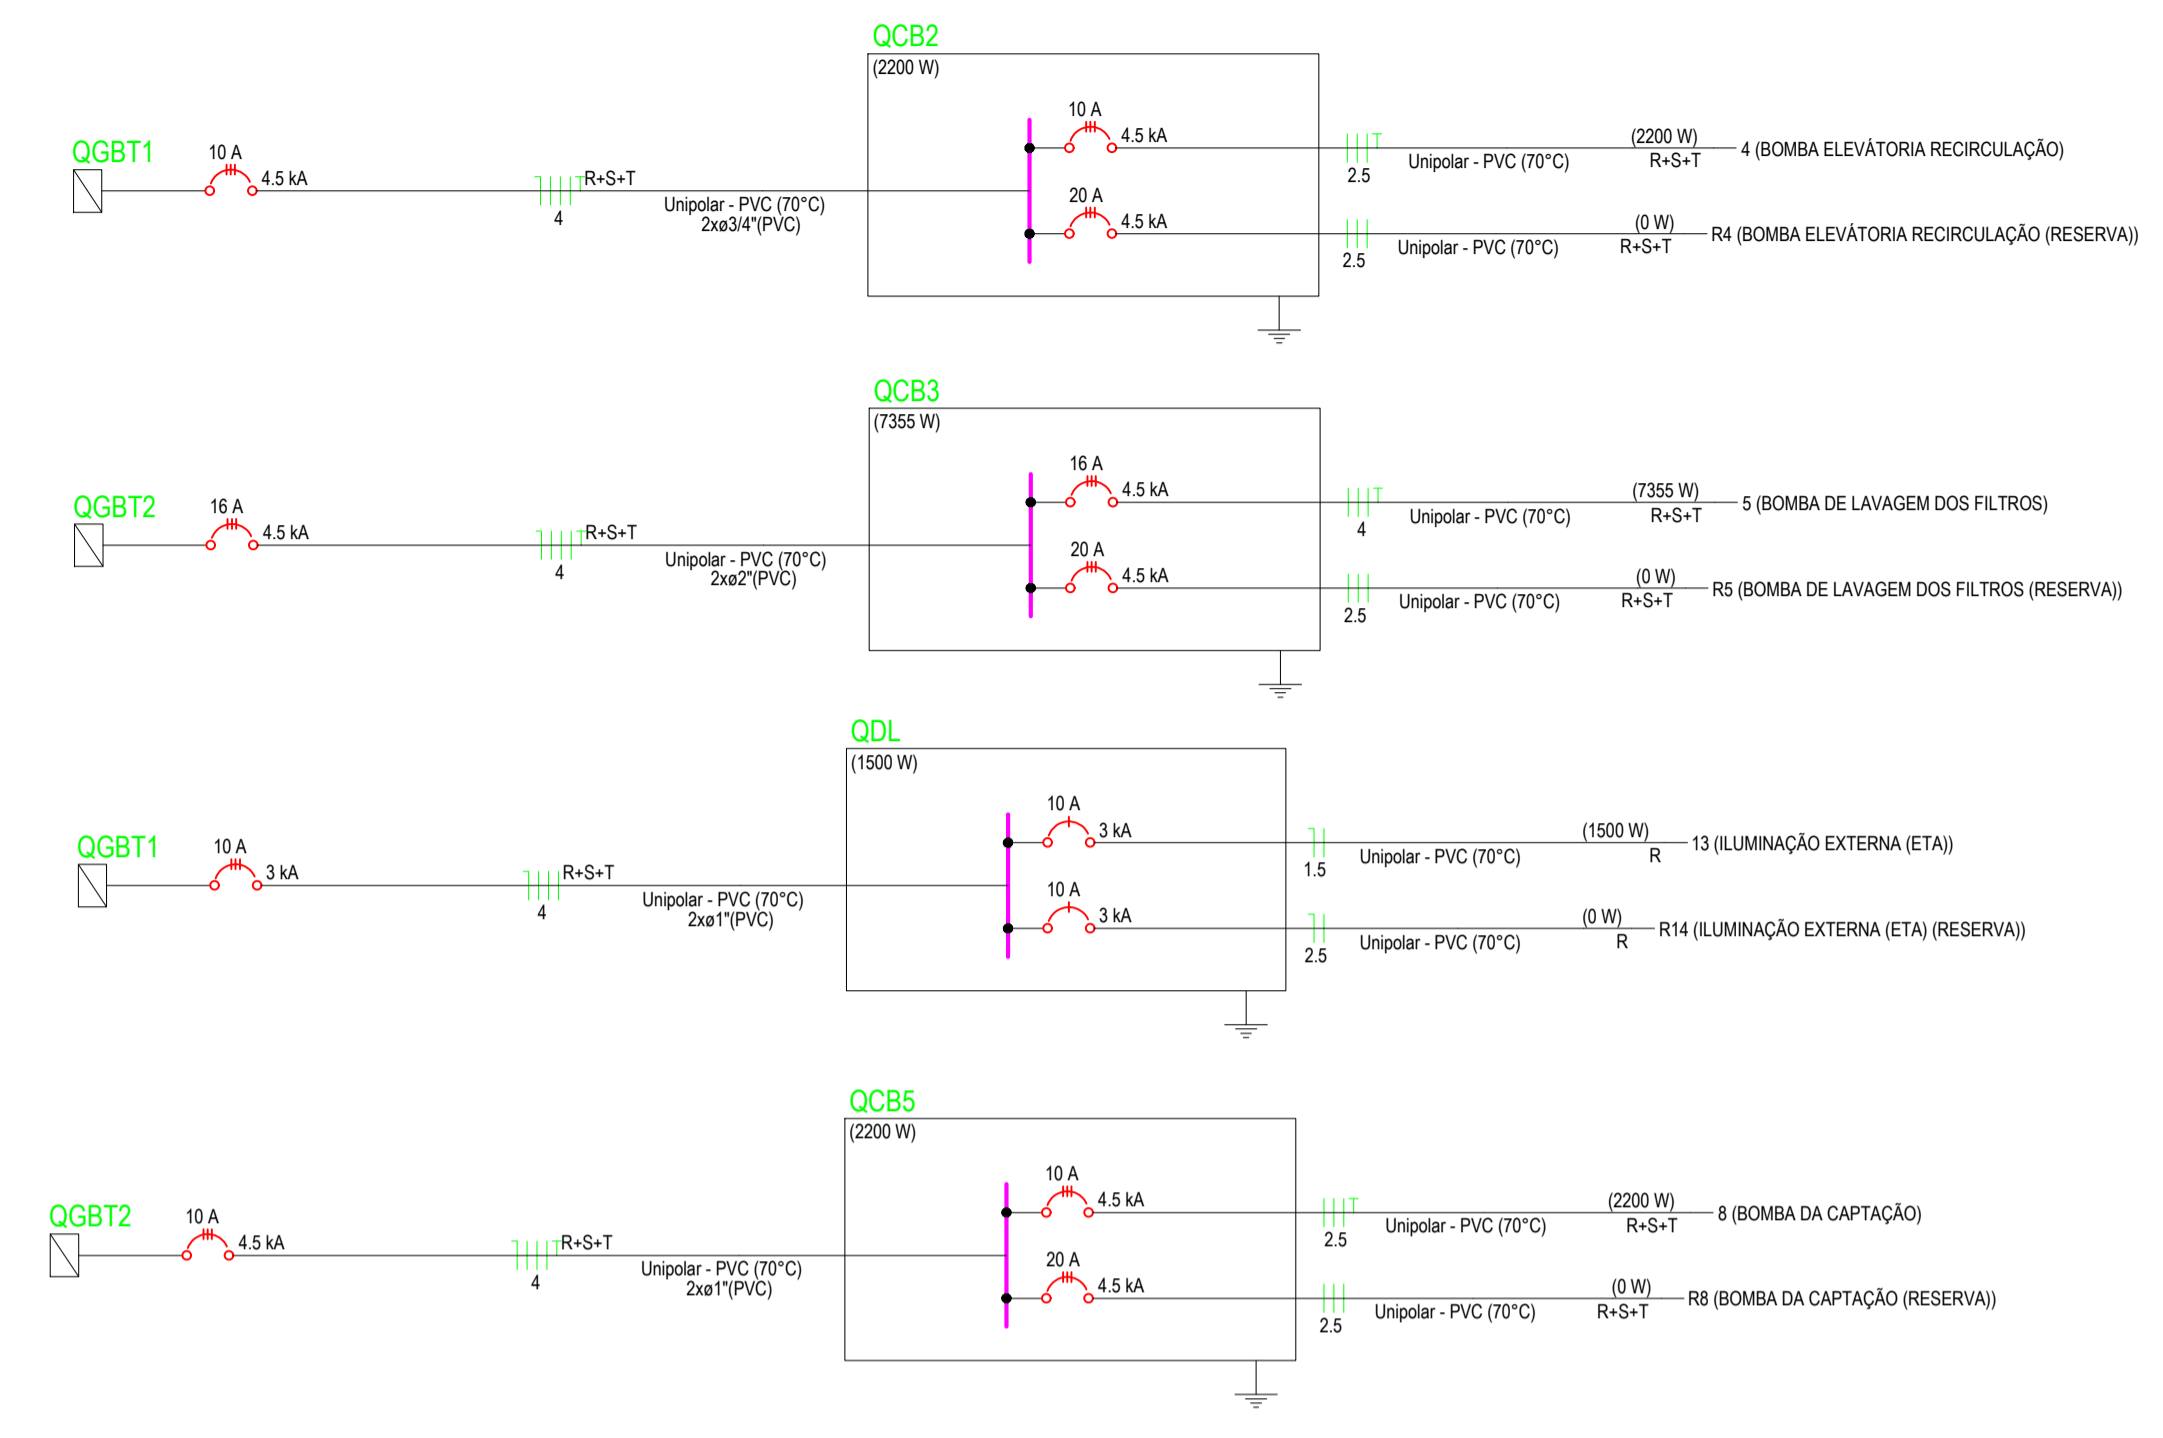 QCB2
(2200 W)
QGBT1
10 A
4.5 kA
4
R+S+T
Unipolar - PVC (70°C)
2xø3/4"(PVC)
10 A
4.5 kA
2.5
Unipolar - PVC (70°C)
(2200 W)
R+S+T
4 (BOMBA ELEVÁTORIA RECIRCULAÇÃO)
20 A
4.5 kA
2.5
Unipolar - PVC (70°C)
(0 W)
R+S+T
R4 (BOMBA ELEVÁTORIA RECIRCULAÇÃO (RESERVA))
QCB3
(7355 W)
QGBT2
16 A
4.5 kA
4
R+S+T
Unipolar - PVC (70°C)
2xø2"(PVC)
16 A
4.5 kA
4
Unipolar - PVC (70°C)
(7355 W)
R+S+T
5 (BOMBA DE LAVAGEM DOS FILTROS)
20 A
4.5 kA
2.5
Unipolar - PVC (70°C)
(0 W)
R+S+T
R5 (BOMBA DE LAVAGEM DOS FILTROS (RESERVA))
QDL
(1500 W)
QGBT1
10 A
3 kA
4
R+S+T
Unipolar - PVC (70°C)
2xø1"(PVC)
10 A
3 kA
1.5
Unipolar - PVC (70°C)
(1500 W)
R
13 (ILUMINAÇÃO EXTERNA (ETA))
10 A
3 kA
2.5
Unipolar - PVC (70°C)
(0 W)
R
R14 (ILUMINAÇÃO EXTERNA (ETA) (RESERVA))
QCB5
(2200 W)
QGBT2
10 A
4.5 kA
4
R+S+T
Unipolar - PVC (70°C)
2xø1"(PVC)
10 A
4.5 kA
2.5
Unipolar - PVC (70°C)
(2200 W)
R+S+T
8 (BOMBA DA CAPTAÇÃO)
20 A
4.5 kA
2.5
Unipolar - PVC (70°C)
(0 W)
R+S+T
R8 (BOMBA DA CAPTAÇÃO (RESERVA))